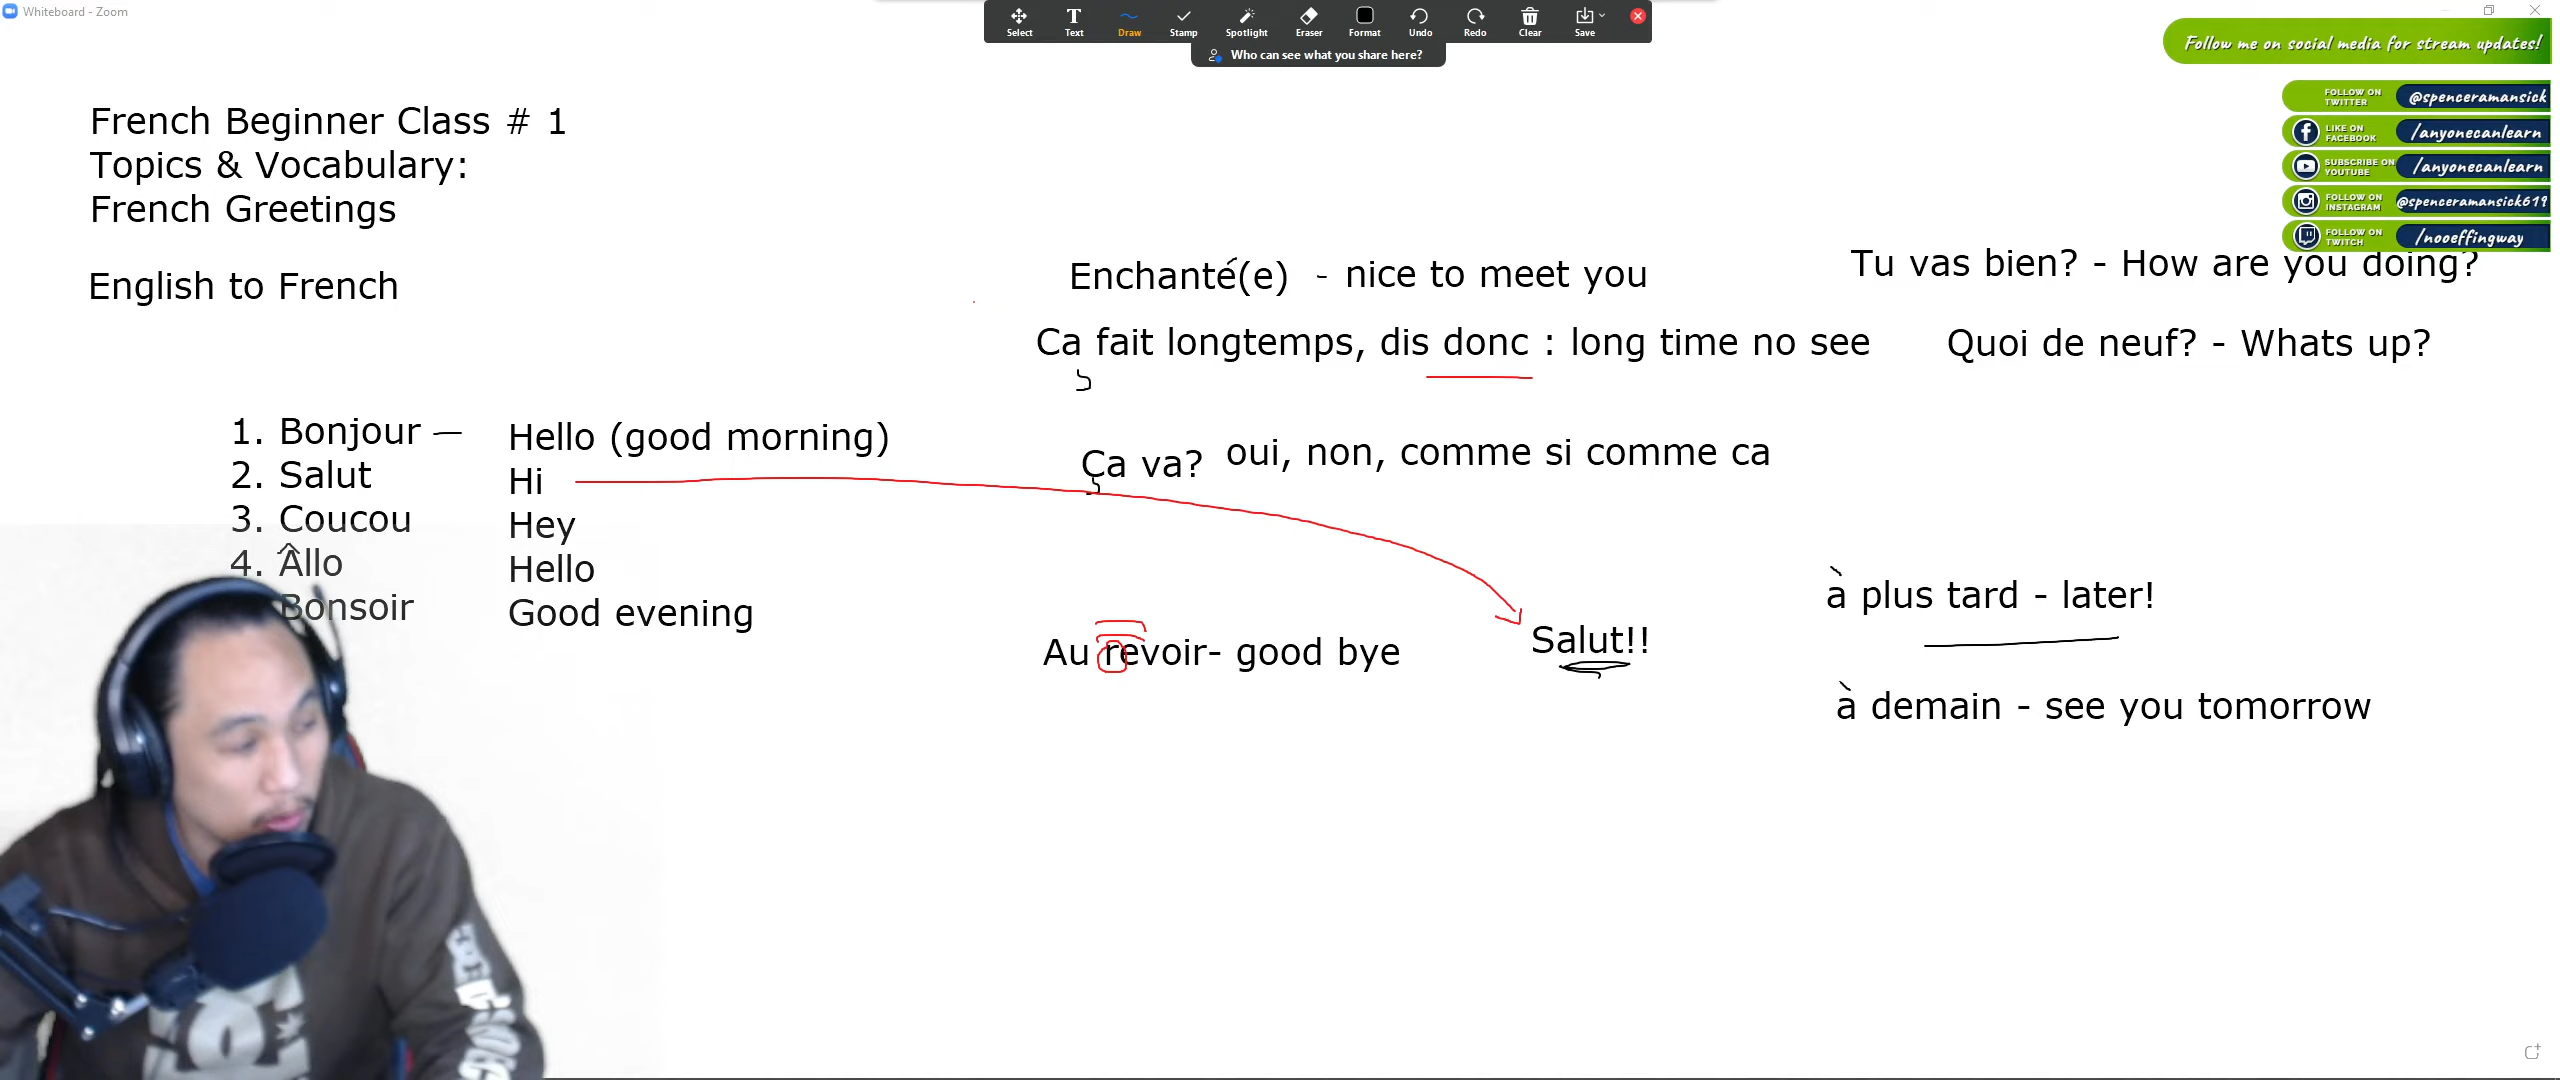 Whiteboard - Zoom
Select Text Draw Stamp Spotlight Eraser Format Undo Redo Clear Save
Who can see what you share here?
Follow me on social media for stream updates!
FOLLOW ON TWITTER @spenceramansick
LIKE ON FACEBOOK /anyonecanlearn
SUBSCRIBE ON YOUTUBE /anyonecanlearn
FOLLOW ON INSTAGRAM @spenceramansick619
FOLLOW ON TWITCH /nooeffingway
French Beginner Class # 1
Topics & Vocabulary:
French Greetings
English to French
1. Bonjour — Hello (good morning)
2. Salut Hi
3. Coucou Hey
4. Âllo Hello
Bonsoir Good evening
Enchanté(e) - nice to meet you
Ça fait longtemps, dis donc : long time no see
Ça va? oui, non, comme si comme ca
Au revoir- good bye
Salut!!
Tu vas bien? - How are you doing?
Quoi de neuf? - Whats up?
à plus tard - later!
à demain - see you tomorrow